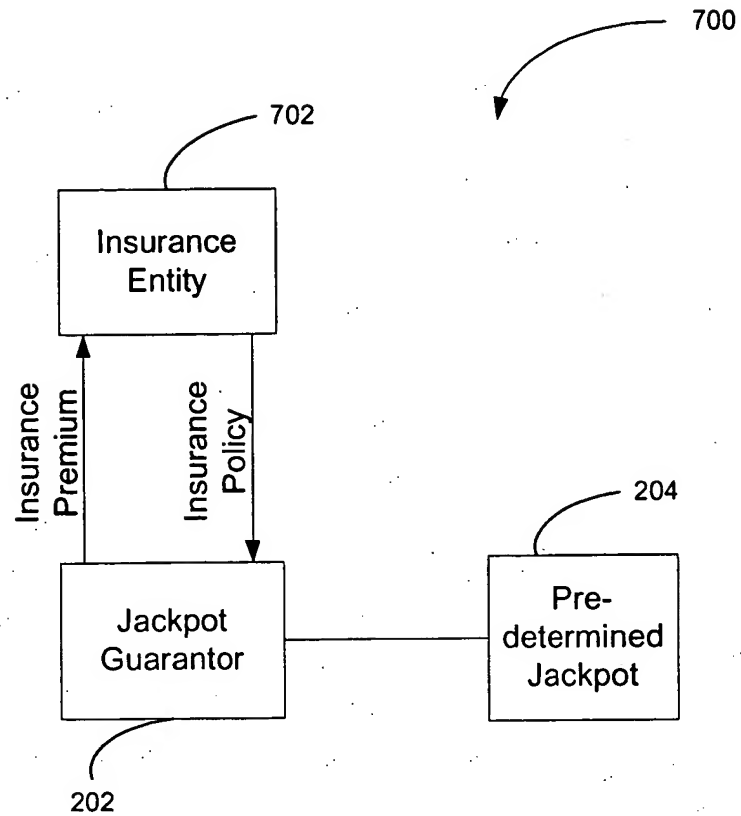 700
702
Insurance
Entity
Insurance
Premium
Insurance
Policy
204
Jackpot
Guarantor
Pre-
determined
Jackpot
202